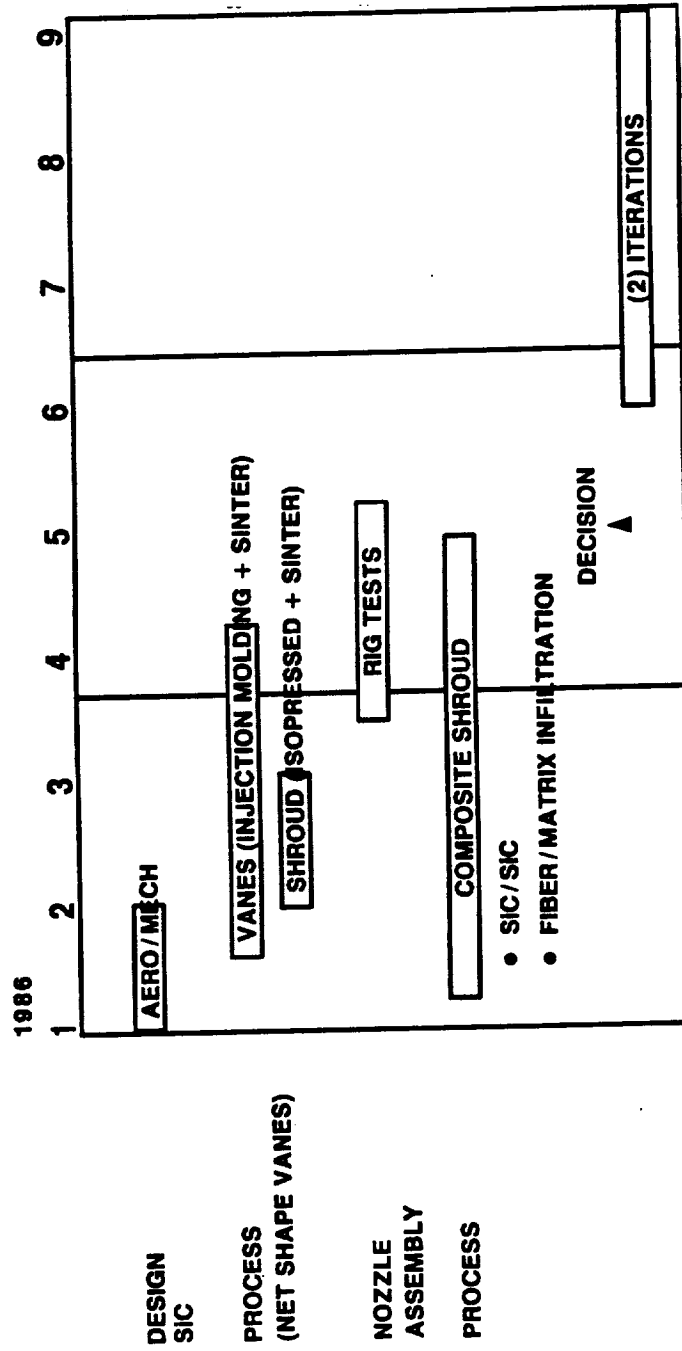 1986
1 2 3 4 5 6 7 8 9
DESIGN
SiC
AERO/MECH
PROCESS
(NET SHAPE VANES)
VANES (INJECTION MOLDING + SINTER)
SHROUD (ISOPRESSED + SINTER)
NOZZLE
ASSEMBLY
RIG TESTS
PROCESS
COMPOSITE SHROUD
• SIC/SIC
• FIBER/MATRIX INFILTRATION
DECISION
(2) ITERATIONS